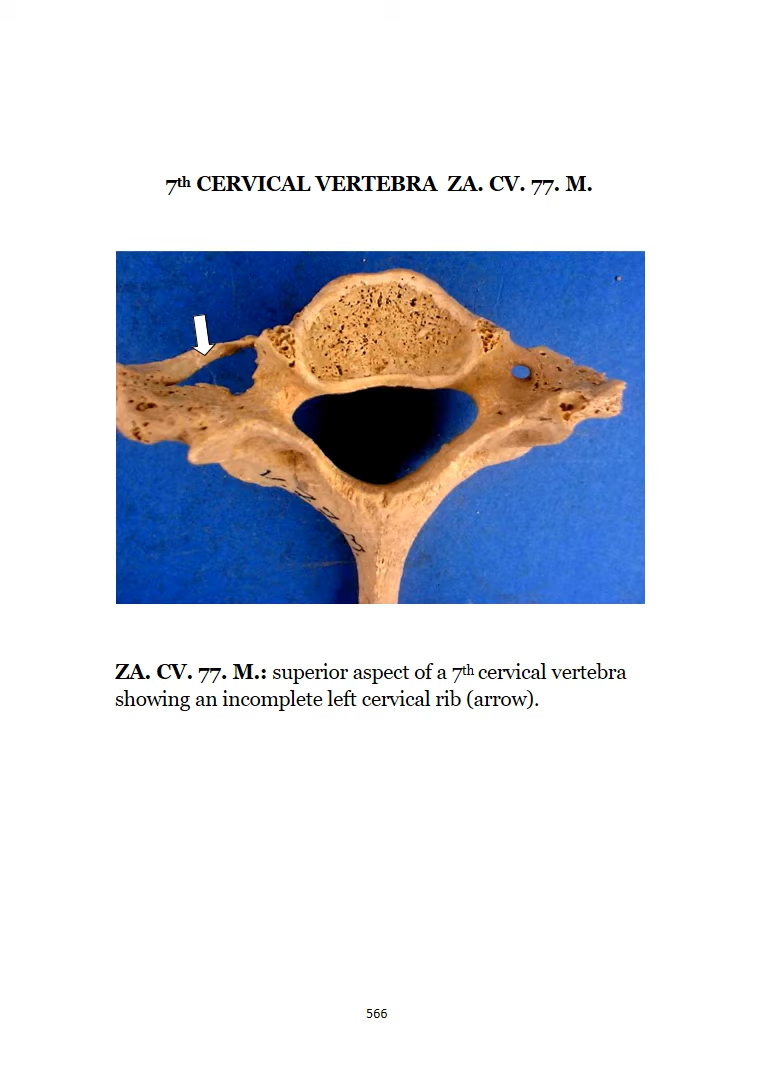 7th CERVICAL VERTEBRA ZA. CV. 77. M.
V. 77. M.
ZA. CV. 77. M.: superior aspect of a 7th cervical vertebra
showing an incomplete left cervical rib (arrow).
566